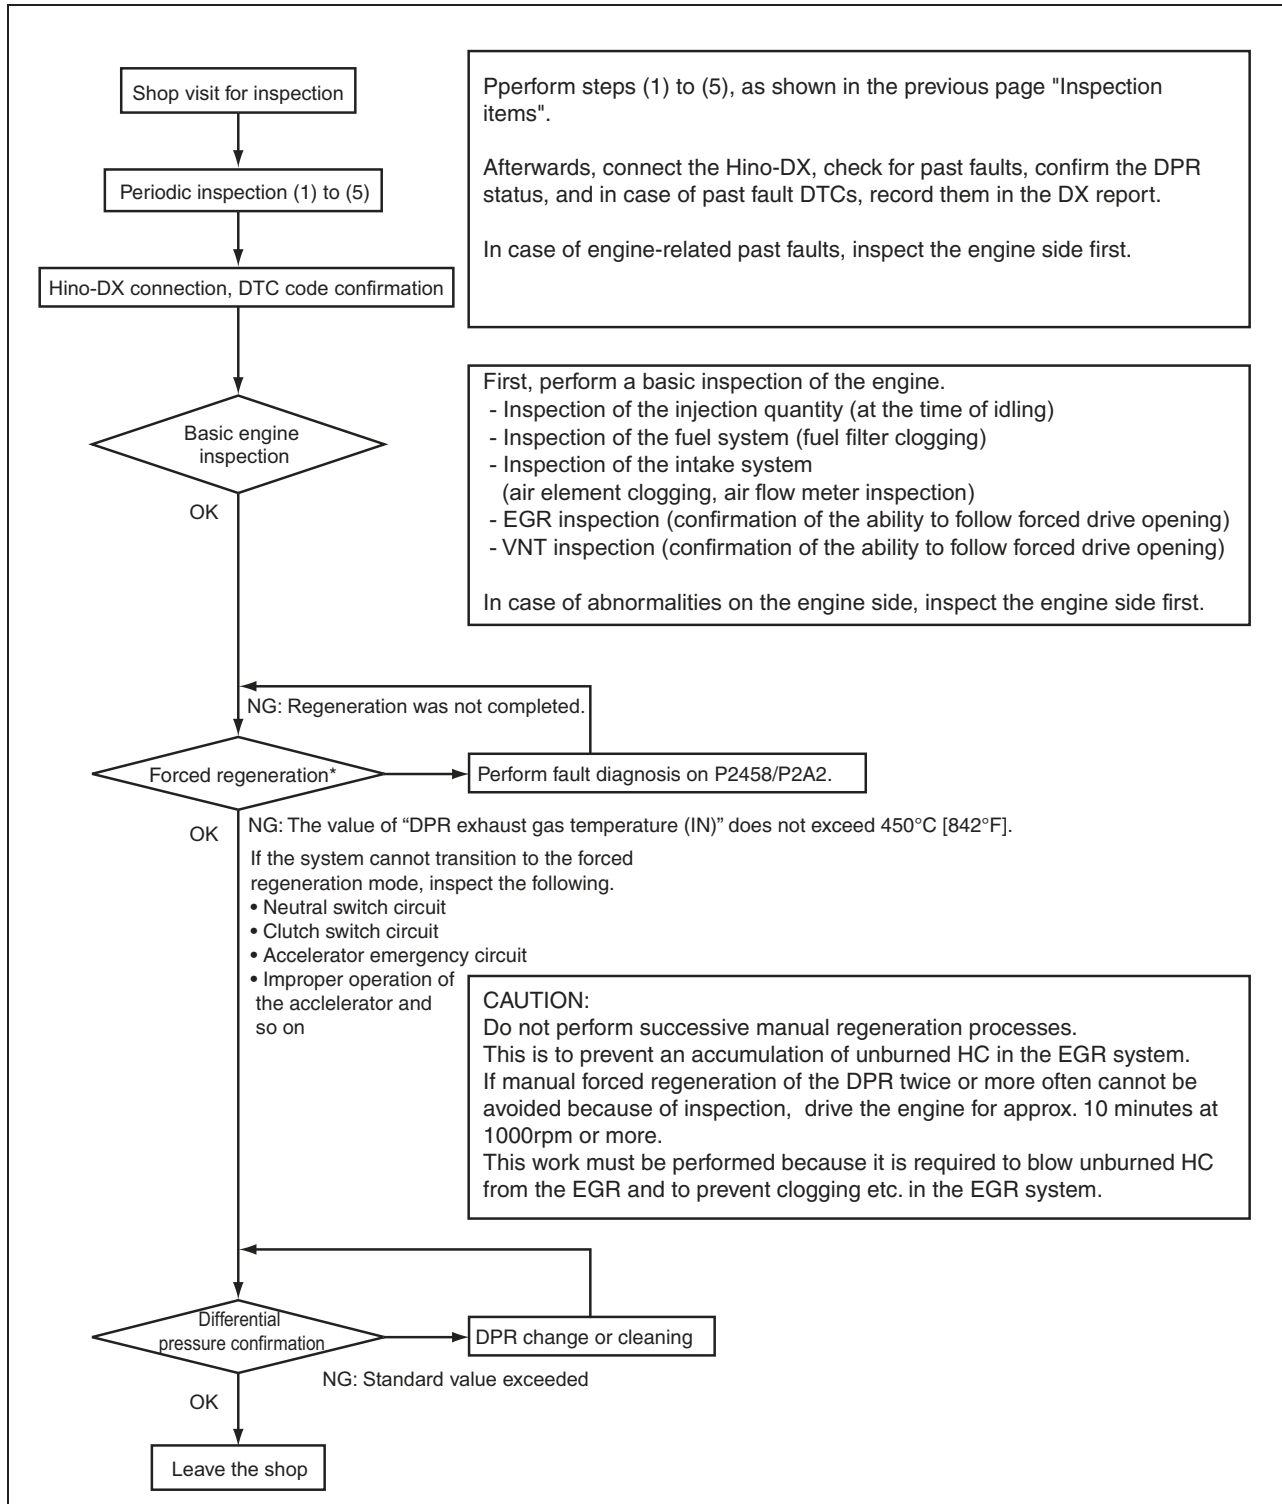 Shop visit for inspection
Periodic inspection (1) to (5)
Hino-DX connection, DTC code confirmation
Pperform steps (1) to (5), as shown in the previous page "Inspection
items".
Afterwards, connect the Hino-DX, check for past faults, confirm the DPR
status, and in case of past fault DTCs, record them in the DX report.
In case of engine-related past faults, inspect the engine side first.
Basic engine
inspection
OK
First, perform a basic inspection of the engine.
- Inspection of the injection quantity (at the time of idling)
- Inspection of the fuel system (fuel filter clogging)
- Inspection of the intake system
(air element clogging, air flow meter inspection)
- EGR inspection (confirmation of the ability to follow forced drive opening)
- VNT inspection (confirmation of the ability to follow forced drive opening)
In case of abnormalities on the engine side, inspect the engine side first.
NG: Regeneration was not completed.
Forced regeneration*
Perform fault diagnosis on P2458/P2A2.
OK
NG: The value of “DPR exhaust gas temperature (IN)” does not exceed 450°C [842°F].
If the system cannot transition to the forced
regeneration mode, inspect the following.
• Neutral switch circuit
• Clutch switch circuit
• Accelerator emergency circuit
• Improper operation of
the acclelerator and
so on
CAUTION:
Do not perform successive manual regeneration processes.
This is to prevent an accumulation of unburned HC in the EGR system.
If manual forced regeneration of the DPR twice or more often cannot be
avoided because of inspection, drive the engine for approx. 10 minutes at
1000rpm or more.
This work must be performed because it is required to blow unburned HC
from the EGR and to prevent clogging etc. in the EGR system.
Differential
pressure confirmation
DPR change or cleaning
NG: Standard value exceeded
OK
Leave the shop